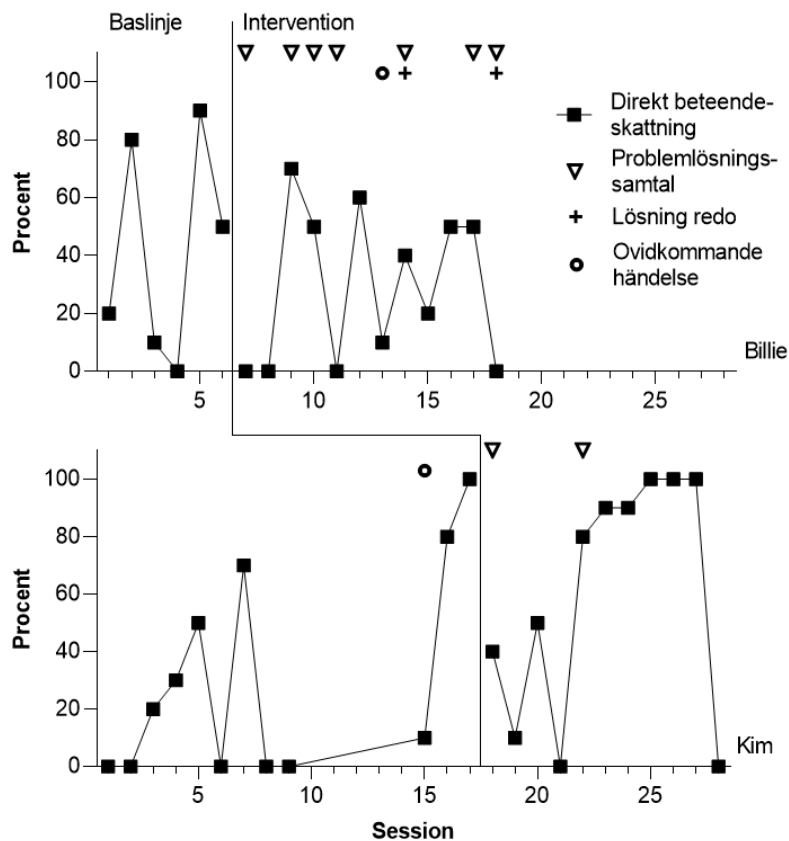 Baslinje
Intervention
100
80
60
40
20
0
Procent
Direkt beteende-
skattning
Problemlösnings-
samtal
Lösning redo
Ovidkommande
händelse
Billie
5
10
15
20
25
100
80
60
40
20
0
Procent
Kim
5
10
15
20
25
Session